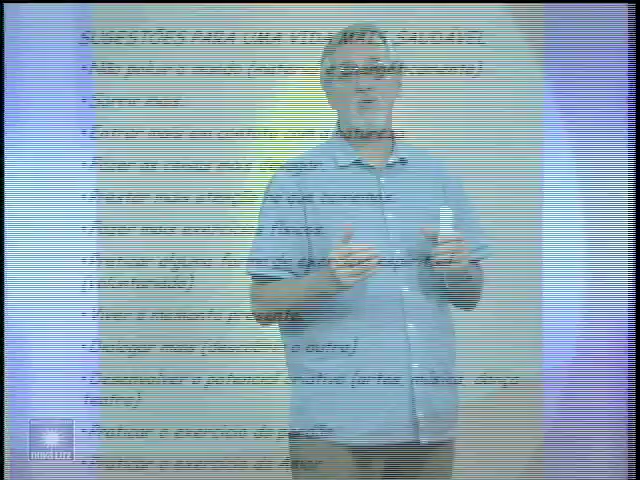 SUGESTÕES PARA UMA VIDA MAIS SAUDÁVEL
•Não poluir o mundo (material e energeticamente)
•Sorrir mais.
•Entrar mais em contato com a natureza
•Fazer as coisas mais devagar.
•Prestar mais atenção no que comemos.
•Fazer mais exercícios físicos.
•Praticar alguma forma de exercício espiritual
(voluntariado)
•Viver o momento presente.
•Dialogar mais (descobrir o outro)
•Desenvolver o potencial criativo (artes, música, dança
teatro)
•Praticar o exercício do perdão
•Praticar o exercício do Amor